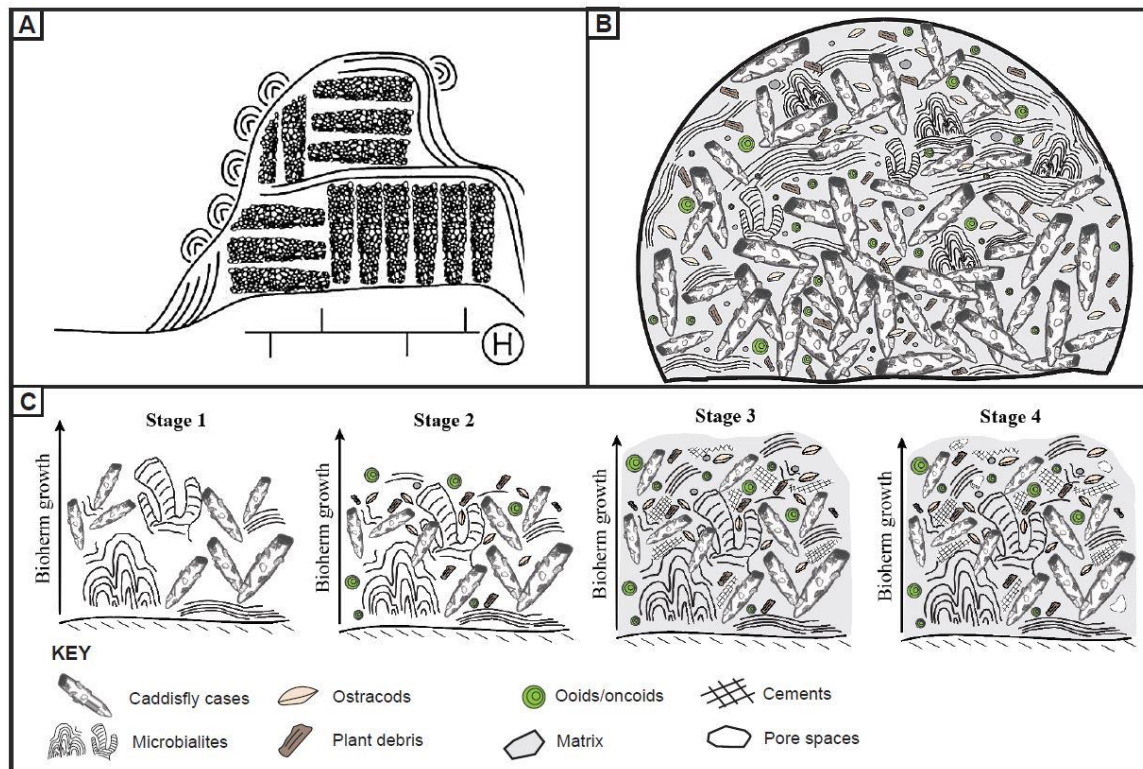 A
B
H
C
Stage 1
Stage 2
Stage 3
Stage 4
Bioherm growth
Bioherm growth
Bioherm growth
Bioherm growth
KEY
Caddisfly cases
Ostracods
Ooids/oncoids
Cements
Microbialites
Plant debris
Matrix
Pore spaces